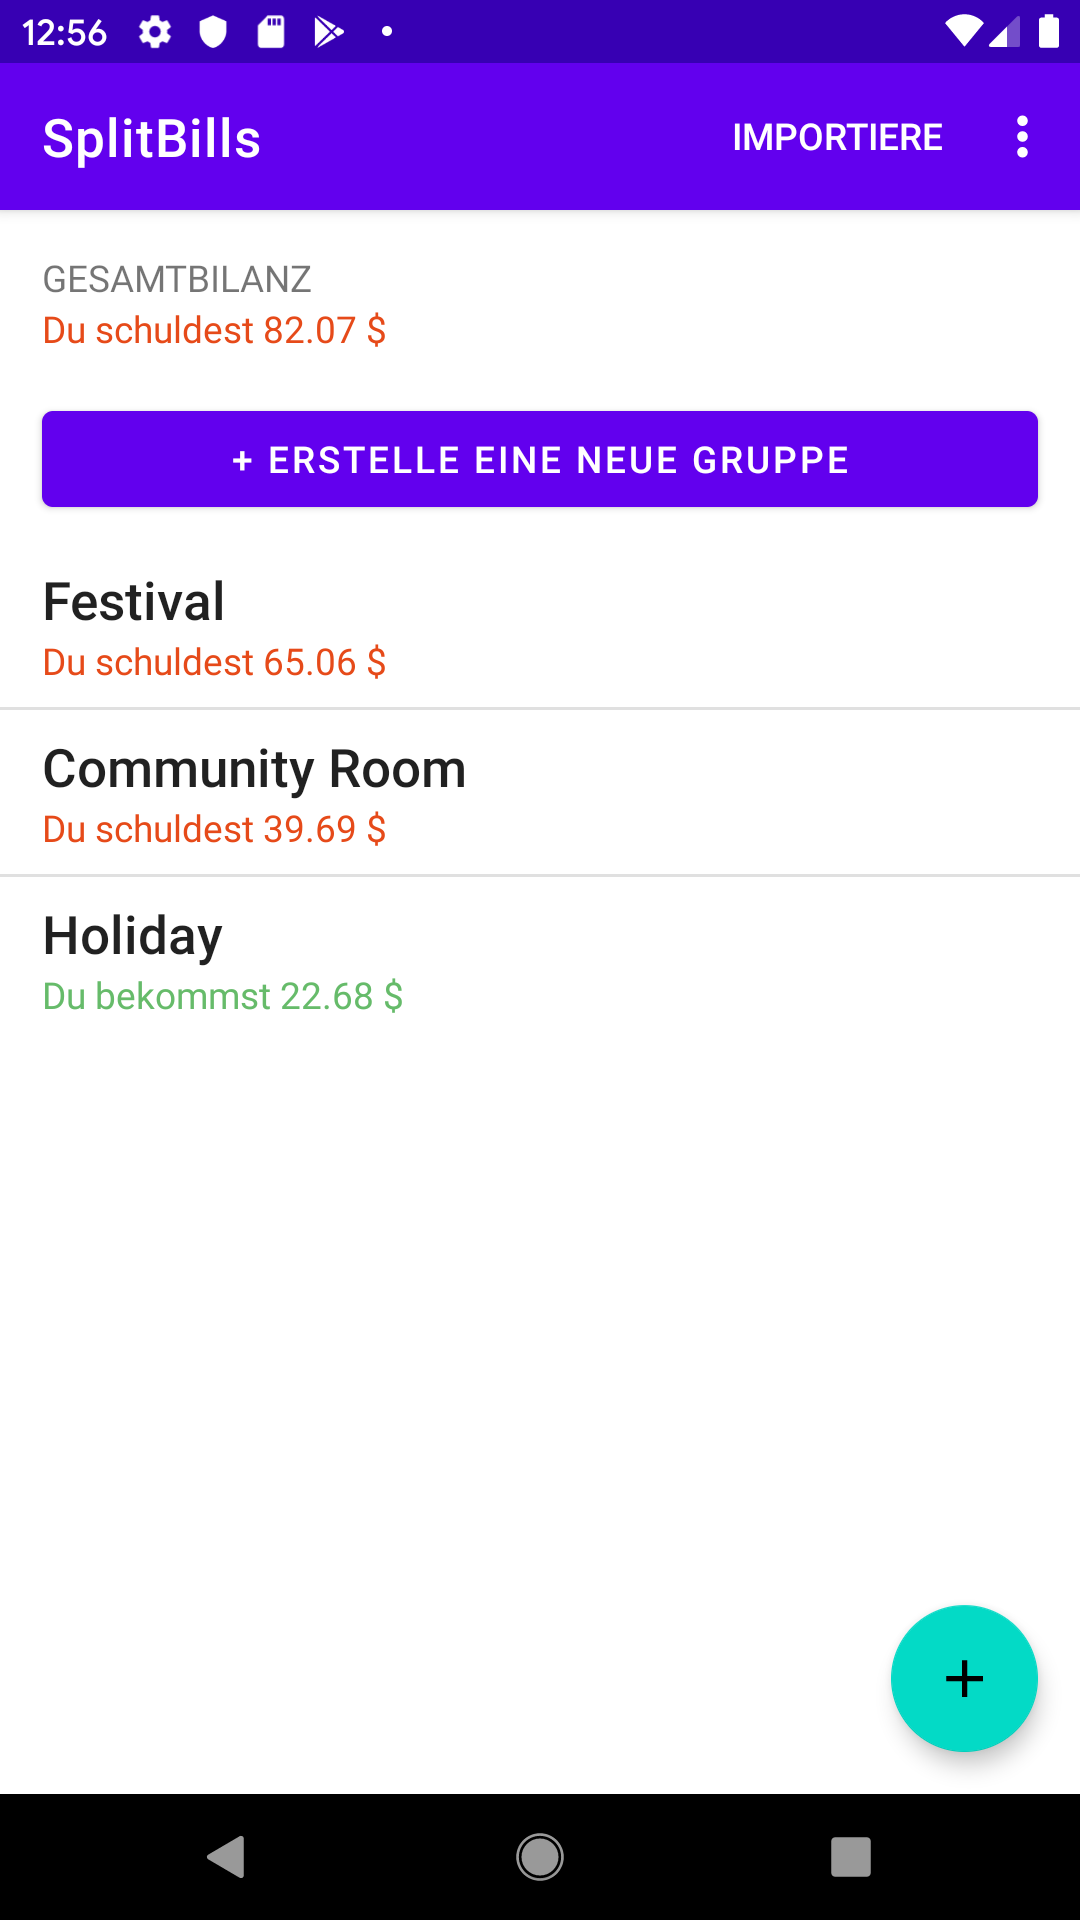 12:56
SplitBills
IMPORTIERE
GESAMTBILANZ
Du schuldest 82.07 $
+ ERSTELLE EINE NEUE GRUPPE
Festival
Du schuldest 65.06 $
Community Room
Du schuldest 39.69 $
Holiday
Du bekommst 22.68 $